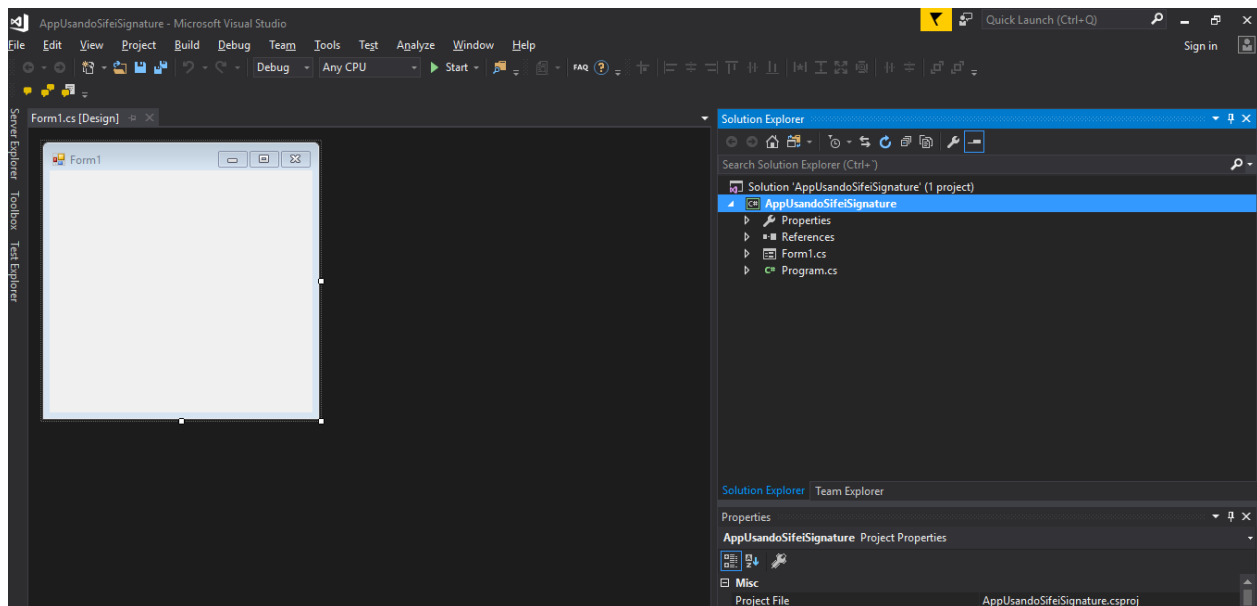 AppUsandoSifeiSignature - Microsoft Visual Studio
Quick Launch (Ctrl+Q)
File Edit View Project Build Debug Team Tools Test Analyze Window Help
Sign in
Debug Any CPU Start FAQ
Server Explorer
Toolbox
Test Explorer
Form1.cs [Design]
Form1
Solution Explorer
Search Solution Explorer (Ctrl+¨)
Solution 'AppUsandoSifeiSignature' (1 project)
C# AppUsandoSifeiSignature
Properties
References
Form1.cs
C# Program.cs
Solution Explorer Team Explorer
Properties
AppUsandoSifeiSignature Project Properties
Misc
Project File AppUsandoSifeiSignature.csproj